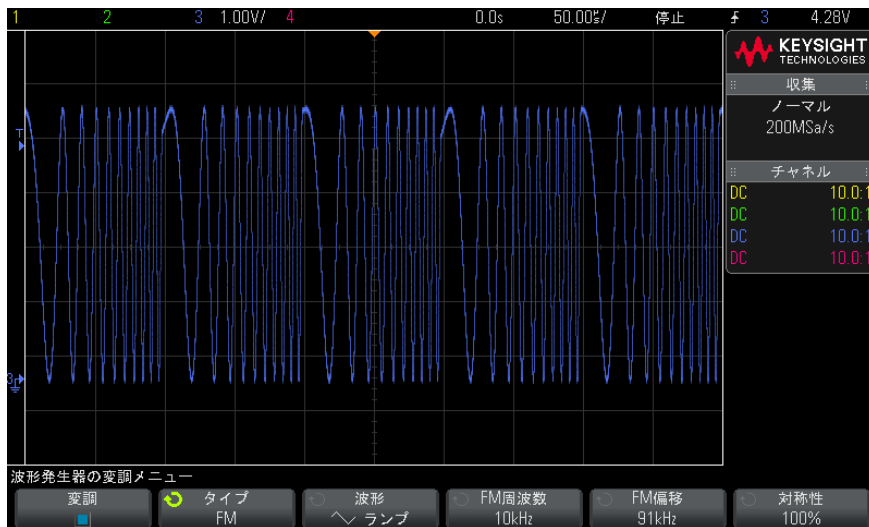 1 2 3 1.00V/ 4 0.0s 50.00us/ 停止 3 4.28V
KEYSIGHT
TECHNOLOGIES
収集
ノーマル
200MSa/s
チャネル
DC 10.0:1
DC 10.0:1
DC 10.0:1
DC 10.0:1
T
3
波形発生器の変調メニュー
変調
タイプ
FM
波形
ランプ
FM周波数
10kHz
FM偏移
91kHz
対称性
100%